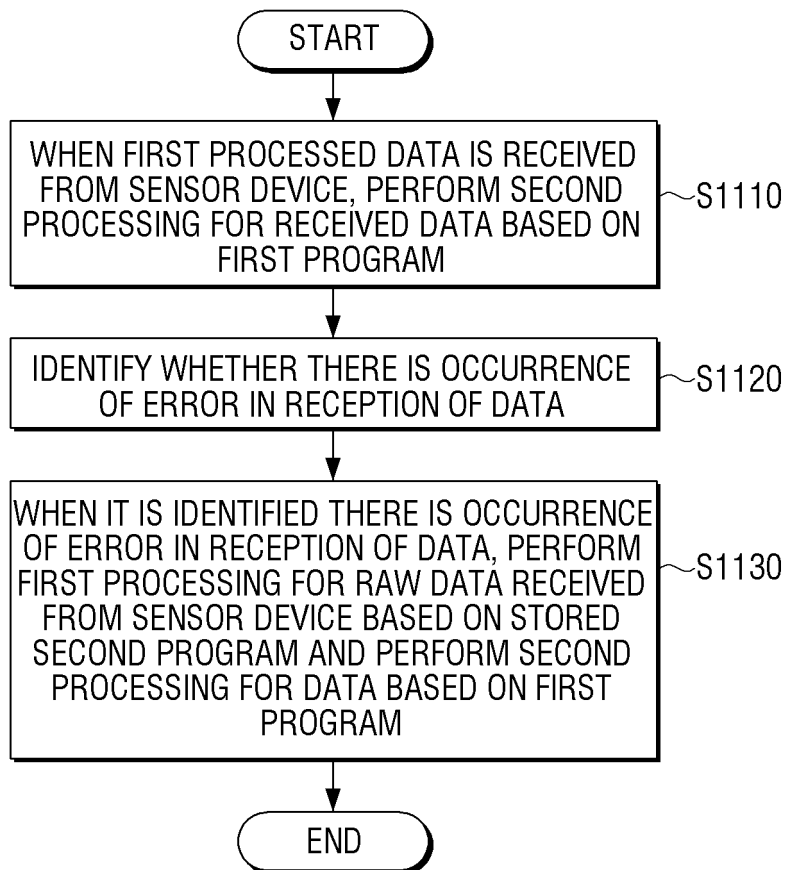 START
WHEN FIRST PROCESSED DATA IS RECEIVED
FROM SENSOR DEVICE, PERFORM SECOND
PROCESSING FOR RECEIVED DATA BASED ON
FIRST PROGRAM
S1110
IDENTIFY WHETHER THERE IS OCCURRENCE
OF ERROR IN RECEPTION OF DATA
S1120
WHEN IT IS IDENTIFIED THERE IS OCCURRENCE
OF ERROR IN RECEPTION OF DATA, PERFORM
FIRST PROCESSING FOR RAW DATA RECEIVED
FROM SENSOR DEVICE BASED ON STORED
SECOND PROGRAM AND PERFORM SECOND
PROCESSING FOR DATA BASED ON FIRST
PROGRAM
S1130
END